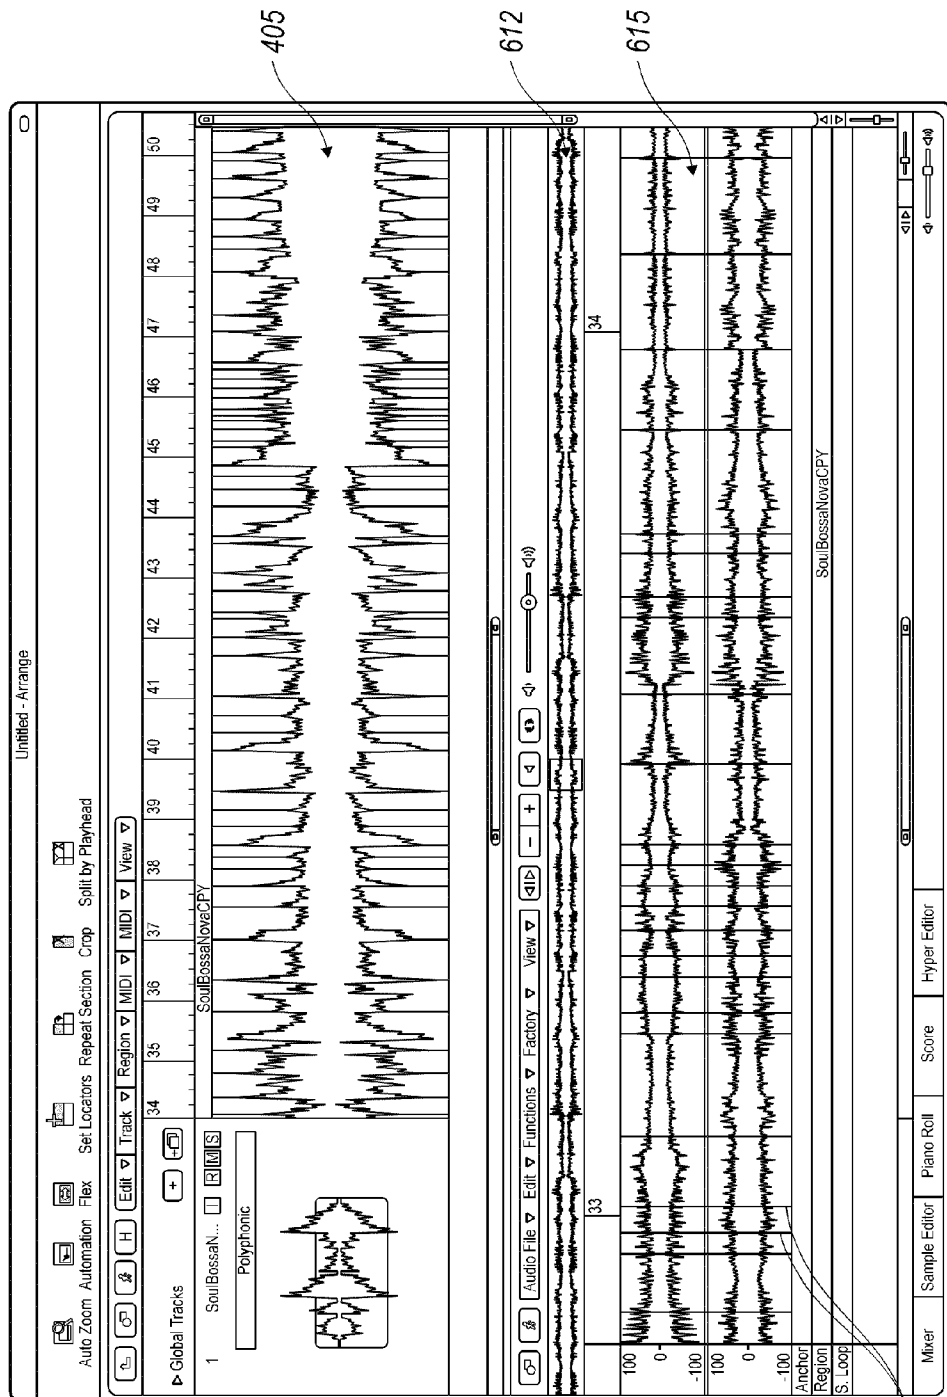 Untitled - Arrange
Auto Zoom Automation Flex Set Locators Repeat Section Crop Split by Playhead
H Edit Track Region MIDI MIDI View
Global Tracks
34 35 36 37 38 39 40 41 42 43 44 45 46 47 48 49 50
SoulBossaNovaCPY
1 SoulBossaN... I R M S
Polyphonic
405
Audio File Edit Functions Factory View
612
33 34
615
100
0
-100
100
0
-100
Anchor
Region SoulBossaNovaCPY
S. Loop
Mixer Sample Editor Piano Roll Score Hyper Editor